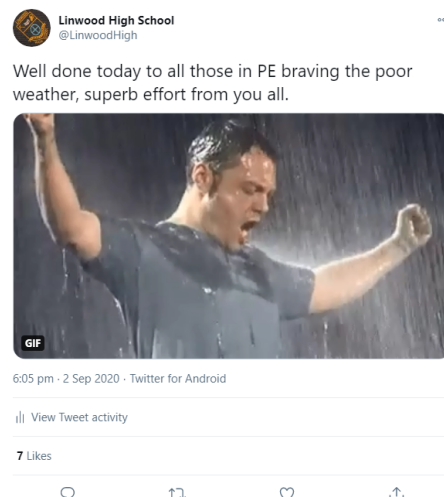 Linwood High School
@LinwoodHigh
Well done today to all those in PE braving the poor
weather, superb effort from you all.
GIF
6:05 pm · 2 Sep 2020 · Twitter for Android
View Tweet activity
7 Likes